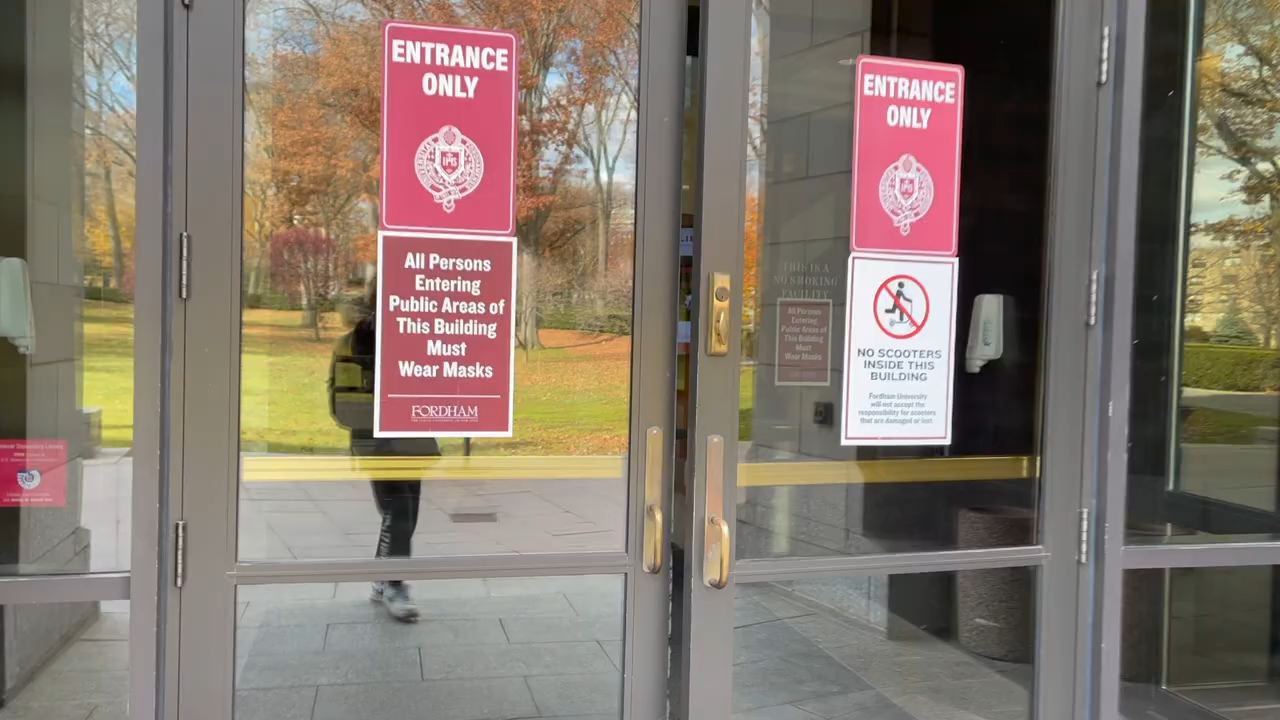 ENTRANCE
ONLY
IHS
All Persons
Entering
Public Areas of
This Building
Must
Wear Masks
FORDHAM
ENTRANCE
ONLY
IHS
NO SCOOTERS
INSIDE THIS
BUILDING
Fordham University
will not accept the
responsibility for scooters
that are damaged or lost.
THIS IS A
NO SMOKING
FACILITY
All Persons
Entering
Public Areas of
This Building
Must
Wear Masks